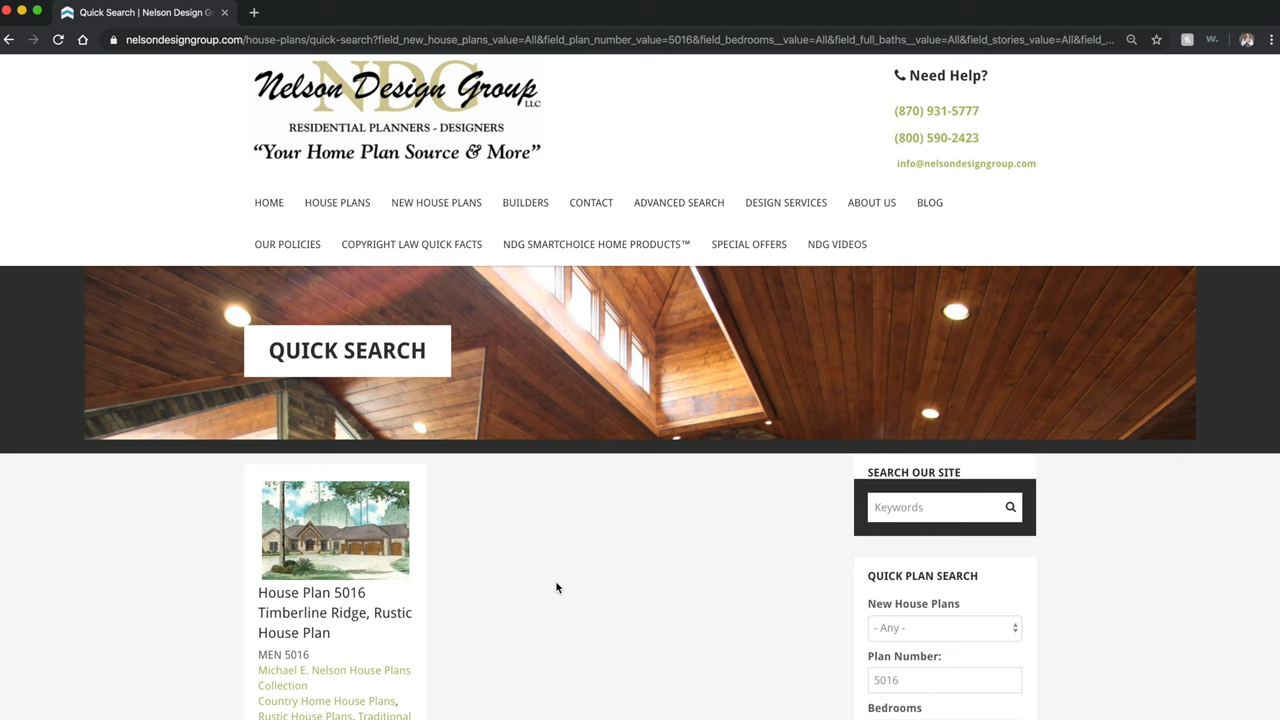 Quick Search | Nelson Design G
nelsondesigngroup.com/house-plans/quick-search?field_new_house_plans_value=All&field_plan_number_value=5016&field_bedrooms__value=All&field_full_baths__value=All&field_stories_value=All&field_...
NDG
Nelson Design Group
LLC
RESIDENTIAL PLANNERS - DESIGNERS
“Your Home Plan Source & More”
Need Help?
(870) 931-5777
(800) 590-2423
info@nelsondesigngroup.com
HOME HOUSE PLANS NEW HOUSE PLANS BUILDERS CONTACT ADVANCED SEARCH DESIGN SERVICES ABOUT US BLOG
OUR POLICIES COPYRIGHT LAW QUICK FACTS NDG SMARTCHOICE HOME PRODUCTS™ SPECIAL OFFERS NDG VIDEOS
QUICK SEARCH
House Plan 5016
Timberline Ridge, Rustic
House Plan
MEN 5016
Michael E. Nelson House Plans
Collection
Country Home House Plans,
Rustic House Plans, Traditional
SEARCH OUR SITE
Keywords
QUICK PLAN SEARCH
New House Plans
- Any -
Plan Number:
5016
Bedrooms